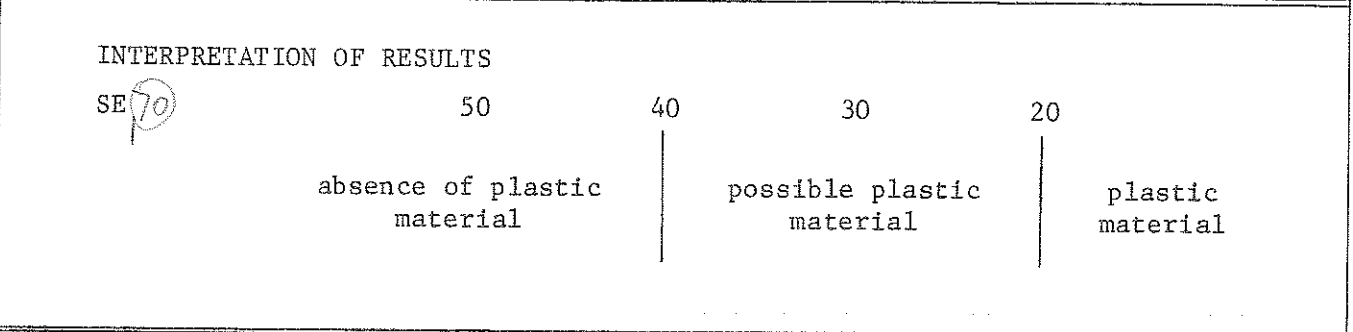 INTERPRETATION OF RESULTS
SE 70 50 40 30 20
absence of plastic possible plastic plastic
material material material